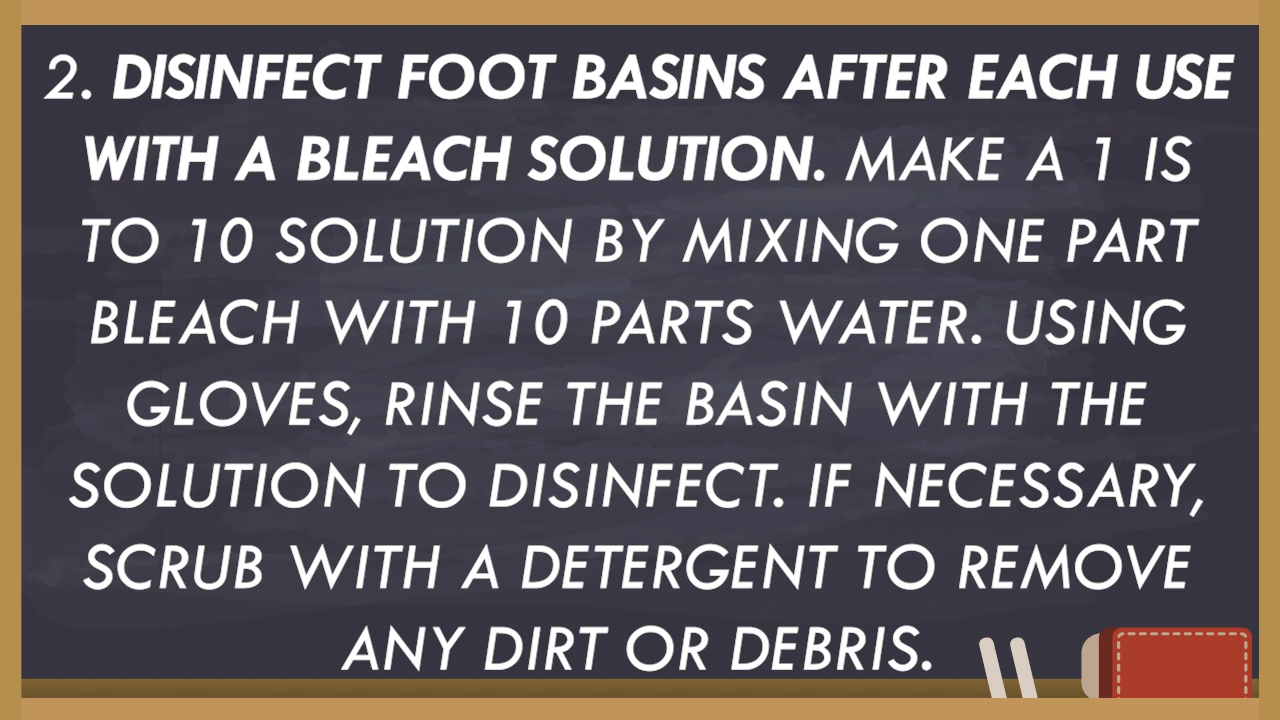 2. DISINFECT FOOT BASINS AFTER EACH USE
WITH A BLEACH SOLUTION. MAKE A 1 IS
TO 10 SOLUTION BY MIXING ONE PART
BLEACH WITH 10 PARTS WATER. USING
GLOVES, RINSE THE BASIN WITH THE
SOLUTION TO DISINFECT. IF NECESSARY,
SCRUB WITH A DETERGENT TO REMOVE
ANY DIRT OR DEBRIS.